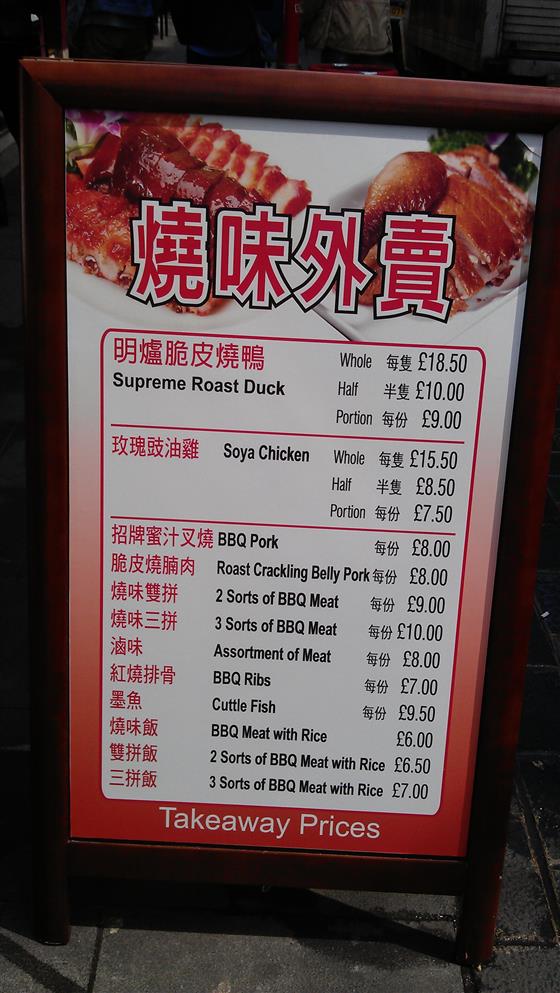 燒味外賣
明爐脆皮燒鴨 Whole 每隻 £18.50
Supreme Roast Duck Half 半隻 £10.00
Portion 每份 £9.00
玫瑰豉油雞 Soya Chicken Whole 每隻 £15.50
Half 半隻 £8.50
Portion 每份 £7.50
招牌蜜汁叉燒 BBQ Pork 每份 £8.00
脆皮燒腩肉 Roast Crackling Belly Pork 每份 £8.00
燒味雙拼 2 Sorts of BBQ Meat 每份 £9.00
燒味三拼 3 Sorts of BBQ Meat 每份 £10.00
滷味 Assortment of Meat 每份 £8.00
紅燒排骨 BBQ Ribs 每份 £7.00
墨魚 Cuttle Fish 每份 £9.50
燒味飯 BBQ Meat with Rice £6.00
雙拼飯 2 Sorts of BBQ Meat with Rice £6.50
三拼飯 3 Sorts of BBQ Meat with Rice £7.00
Takeaway Prices